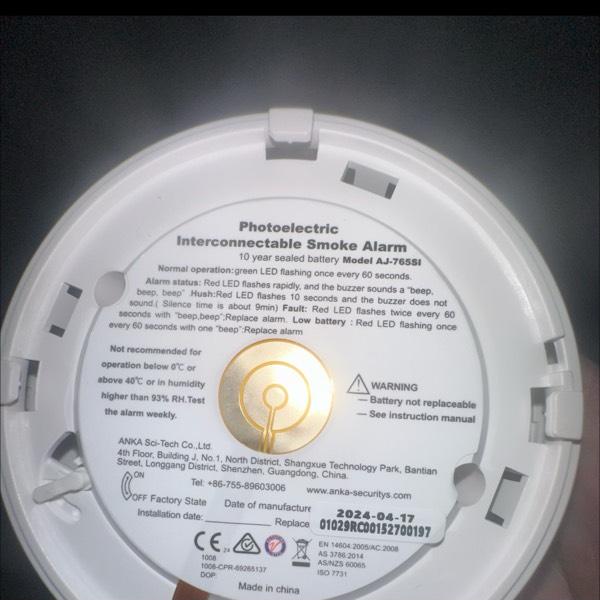 Photoelectric
Interconnectable Smoke Alarm
10 year sealed battery Model AJ-765SI
Normal operation:green LED flashing once every 60 seconds.
Alarm status: Red LED flashes rapidly, and the buzzer sounds a "beep,
beep, beep" Hush:Red LED flashes 10 seconds and the buzzer does not
sound.( Silence time is about 9min) Fault: Red LED flashes twice every 60
seconds with "beep,beep":Replace alarm. Low battery : Red LED flashing once
every 60 seconds with one "beep":Replace alarm
Not recommended for
operation below 0℃ or
above 40℃ or in humidity
higher than 93% RH.Test
the alarm weekly.
WARNING
— Battery not replaceable
— See instruction manual
ANKA Sci-Tech Co.,Ltd.
4th Floor, Building J, No.1, North District, Shangxue Technology Park, Bantian
Street, Longgang District, Shenzhen, Guangdong, China.
Tel: +86-755-89603006 www.anka-securitys.com
ON
OFF Factory State
Date of manufacture
2024-04-17
Installation date: Replace
01029RC00152700197
CE 24
1008
1008-CPR-69265137
DOP:
EN 14604:2005/AC:2008
AS 3786:2014
AS/NZS 60065
ISO 7731
Made in china